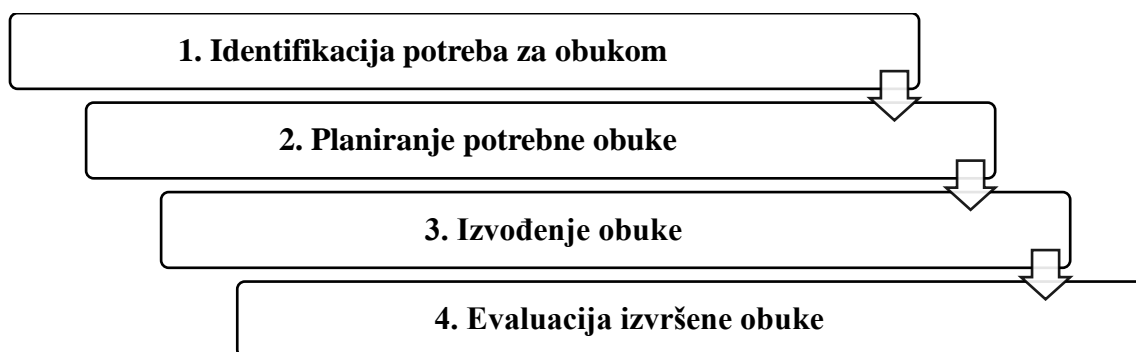 1. Identifikacija potreba za obukom
2. Planiranje potrebne obuke
3. Izvođenje obuke
4. Evaluacija izvršene obuke